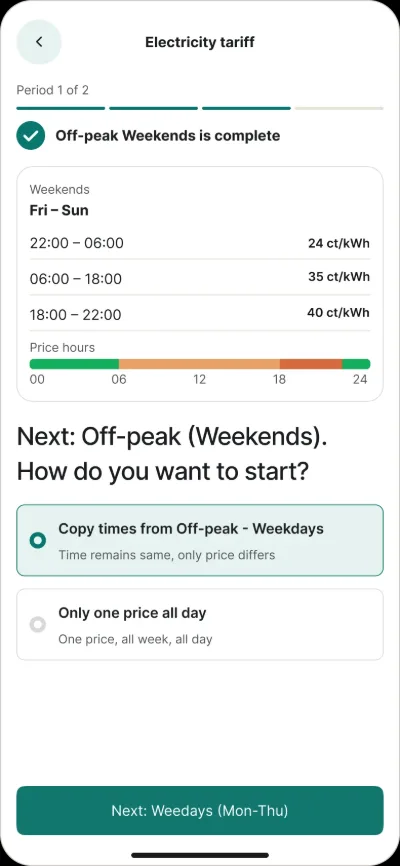 Electricity tariff
Period 1 of 2
Off-peak Weekends is complete
Weekends
Fri – Sun
22:00 – 06:00 24 ct/kWh
06:00 – 18:00 35 ct/kWh
18:00 – 22:00 40 ct/kWh
Price hours
00 06 12 18 24
Next: Off-peak (Weekends).
How do you want to start?
Copy times from Off-peak - Weekdays
Time remains same, only price differs
Only one price all day
One price, all week, all day
Next: Weedays (Mon-Thu)